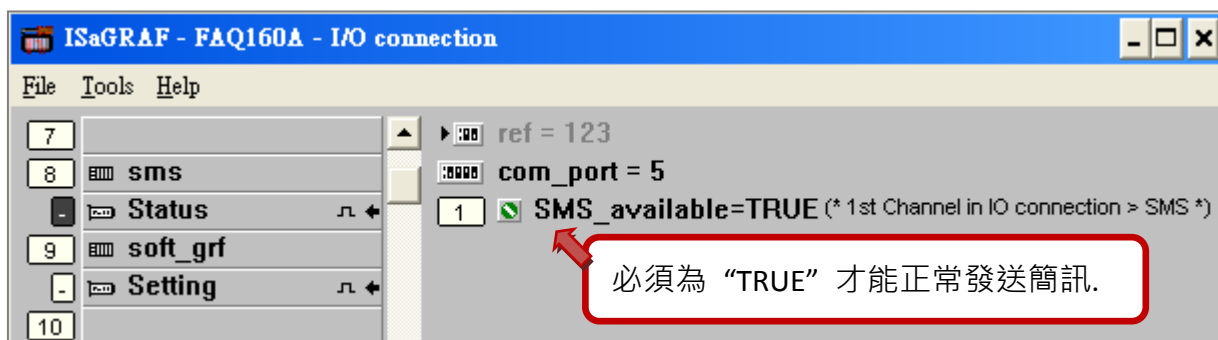 ISaGRAF - FAQ160A - I/O connection
File Tools Help
7
8 sms
- Status
9 soft_grf
- Setting
10
ref = 123
com_port = 5
1 SMS_available=TRUE (* 1st Channel in IO connection > SMS *)
必須為 “TRUE” 才能正常發送簡訊.